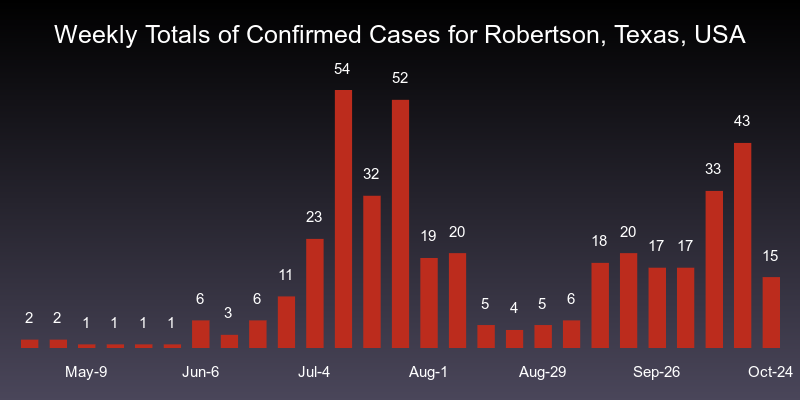 Weekly Totals of Confirmed Cases for Robertson, Texas, USA
2 2 1 1 1 1 6 3 6 11 23 54 32 52 19 20 5 4 5 6 18 20 17 17 33 43 15
May-9 Jun-6 Jul-4 Aug-1 Aug-29 Sep-26 Oct-24